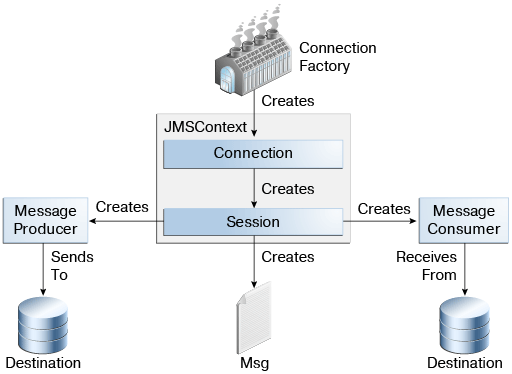 Connection
Factory
Creates
JMSContext
Connection
Creates
Message
Producer
Creates
Session
Creates
Message
Consumer
Sends
To
Creates
Receives
From
Destination
Msg
Destination